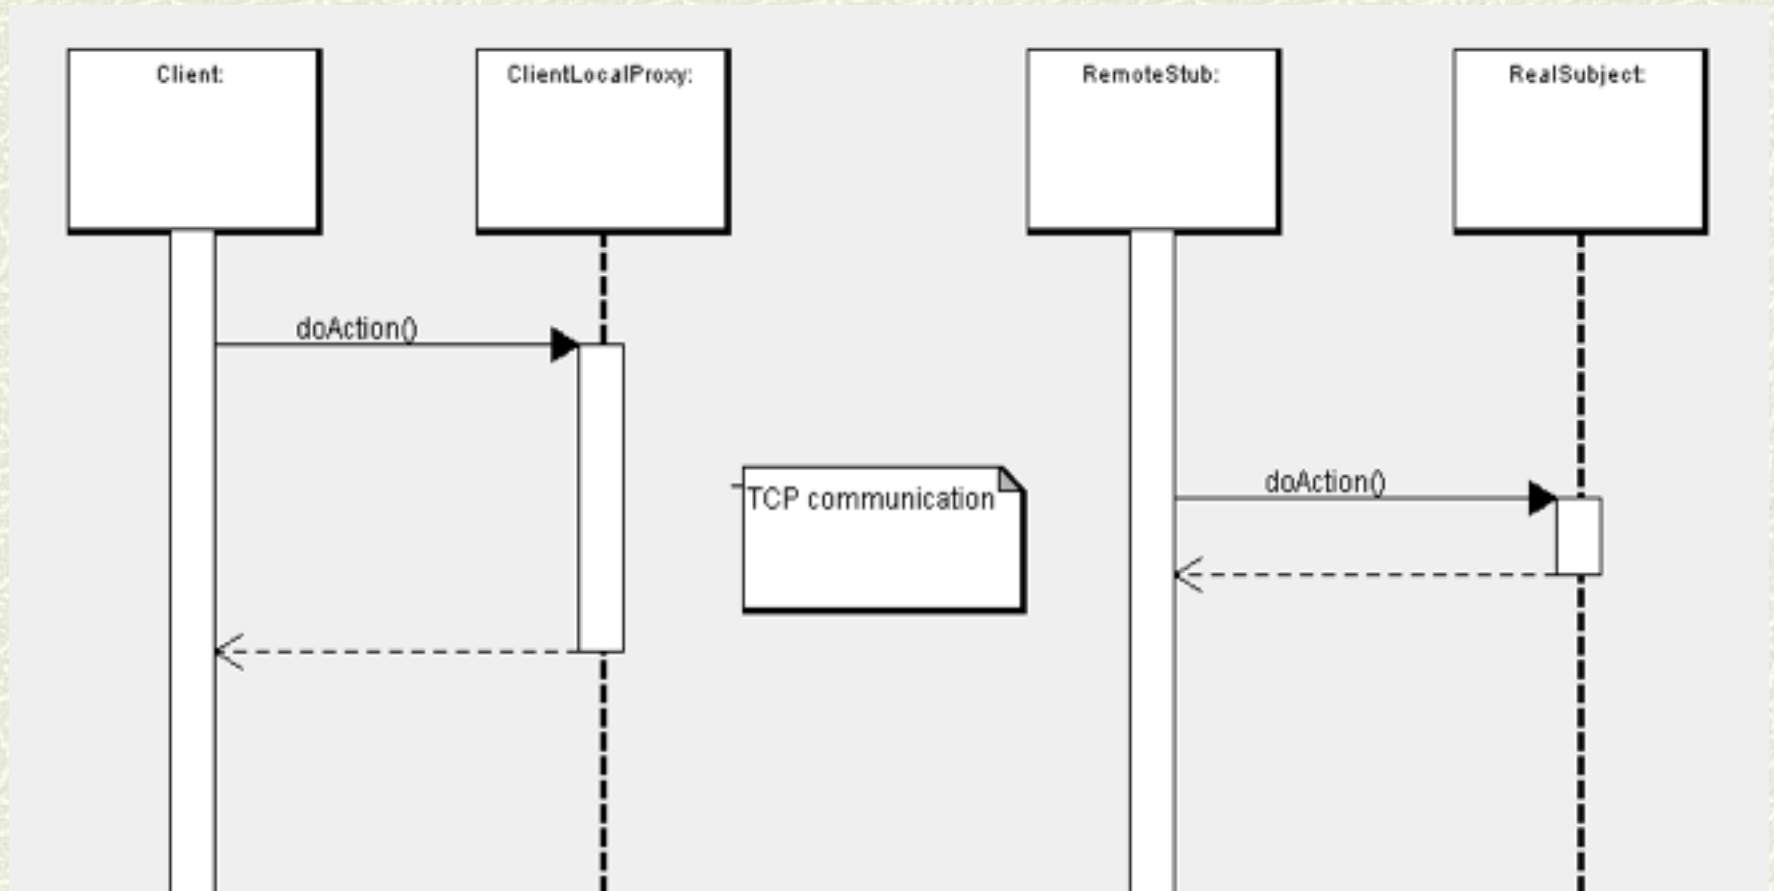 Client:
ClientLocalProxy:
RemoteStub:
RealSubject:
doAction()
doAction()
TCP communication